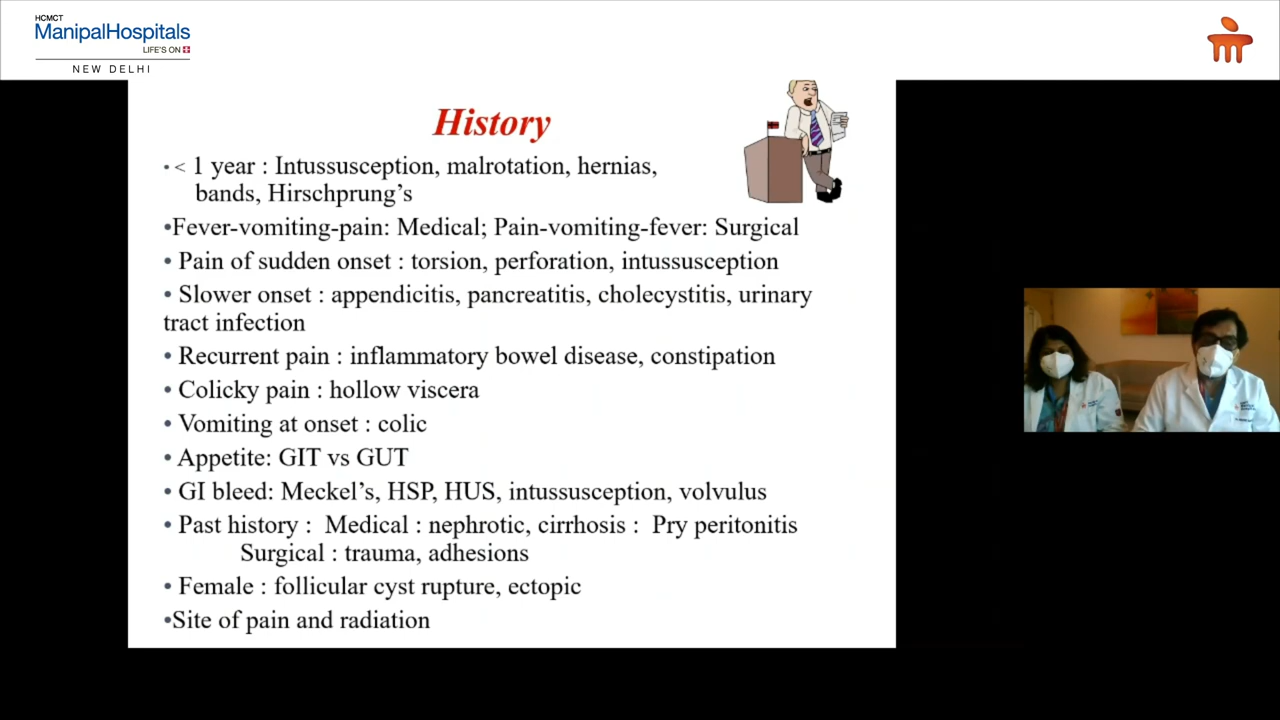 HCMCT
ManipalHospitals
LIFE'S ON
NEW DELHI
History
• < 1 year : Intussusception, malrotation, hernias,
bands, Hirschprung's
•Fever-vomiting-pain: Medical; Pain-vomiting-fever: Surgical
• Pain of sudden onset : torsion, perforation, intussusception
• Slower onset : appendicitis, pancreatitis, cholecystitis, urinary
tract infection
• Recurrent pain : inflammatory bowel disease, constipation
• Colicky pain : hollow viscera
• Vomiting at onset : colic
• Appetite: GIT vs GUT
• GI bleed: Meckel's, HSP, HUS, intussusception, volvulus
• Past history : Medical : nephrotic, cirrhosis : Pry peritonitis
Surgical : trauma, adhesions
• Female : follicular cyst rupture, ectopic
•Site of pain and radiation